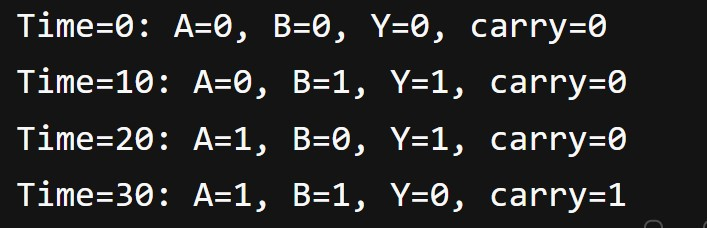 Time=0: A=0, B=0, Y=0, carry=0
Time=10: A=0, B=1, Y=1, carry=0
Time=20: A=1, B=0, Y=1, carry=0
Time=30: A=1, B=1, Y=0, carry=1